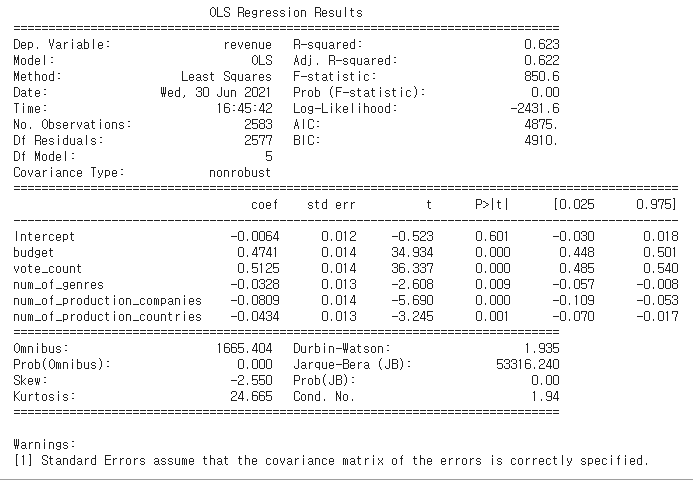 OLS Regression Results
==============================================================================
Dep. Variable: revenue R-squared: 0.623
Model: OLS Adj. R-squared: 0.622
Method: Least Squares F-statistic: 850.6
Date: Wed, 30 Jun 2021 Prob (F-statistic): 0.00
Time: 16:45:42 Log-Likelihood: -2431.6
No. Observations: 2583 AIC: 4875.
Df Residuals: 2577 BIC: 4910.
Df Model: 5
Covariance Type: nonrobust
==============================================================================
coef std err t P>|t| [0.025 0.975]
------------------------------------------------------------------------------
Intercept -0.0064 0.012 -0.523 0.601 -0.030 0.018
budget 0.4741 0.014 34.934 0.000 0.448 0.501
vote_count 0.5125 0.014 36.337 0.000 0.485 0.540
num_of_genres -0.0328 0.013 -2.608 0.009 -0.057 -0.008
num_of_production_companies -0.0809 0.014 -5.690 0.000 -0.109 -0.053
num_of_production_countries -0.0434 0.013 -3.245 0.001 -0.070 -0.017
==============================================================================
Omnibus: 1665.404 Durbin-Watson: 1.935
Prob(Omnibus): 0.000 Jarque-Bera (JB): 53316.240
Skew: -2.550 Prob(JB): 0.00
Kurtosis: 24.665 Cond. No. 1.94
==============================================================================
Warnings:
[1] Standard Errors assume that the covariance matrix of the errors is correctly specified.